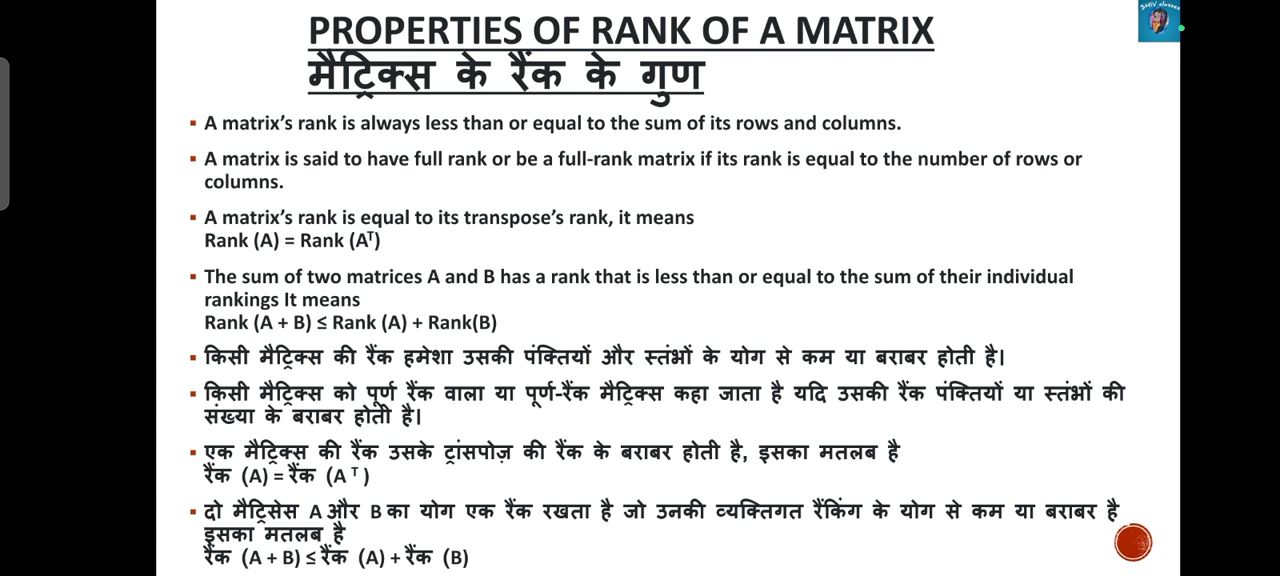 PROPERTIES OF RANK OF A MATRIX
मैट्रिक्स के रैंक के गुण
SHIV classes
▪ A matrix's rank is always less than or equal to the sum of its rows and columns.
▪ A matrix is said to have full rank or be a full-rank matrix if its rank is equal to the number of rows or
columns.
▪ A matrix's rank is equal to its transpose's rank, it means
Rank (A) = Rank (Aᵀ)
▪ The sum of two matrices A and B has a rank that is less than or equal to the sum of their individual
rankings It means
Rank (A + B) ≤ Rank (A) + Rank(B)
▪ किसी मैट्रिक्स की रैंक हमेशा उसकी पंक्तियों और स्तंभों के योग से कम या बराबर होती है।
▪ किसी मैट्रिक्स को पूर्ण रैंक वाला या पूर्ण-रैंक मैट्रिक्स कहा जाता है यदि उसकी रैंक पंक्तियों या स्तंभों की
संख्या के बराबर होती है।
▪ एक मैट्रिक्स की रैंक उसके ट्रांसपोज़ की रैंक के बराबर होती है, इसका मतलब है
रैंक (A) = रैंक (A ᵀ )
▪ दो मैट्रिसेस A और B का योग एक रैंक रखता है जो उनकी व्यक्तिगत रैंकिंग के योग से कम या बराबर है
इसका मतलब है
रैंक (A + B) ≤ रैंक (A) + रैंक (B)